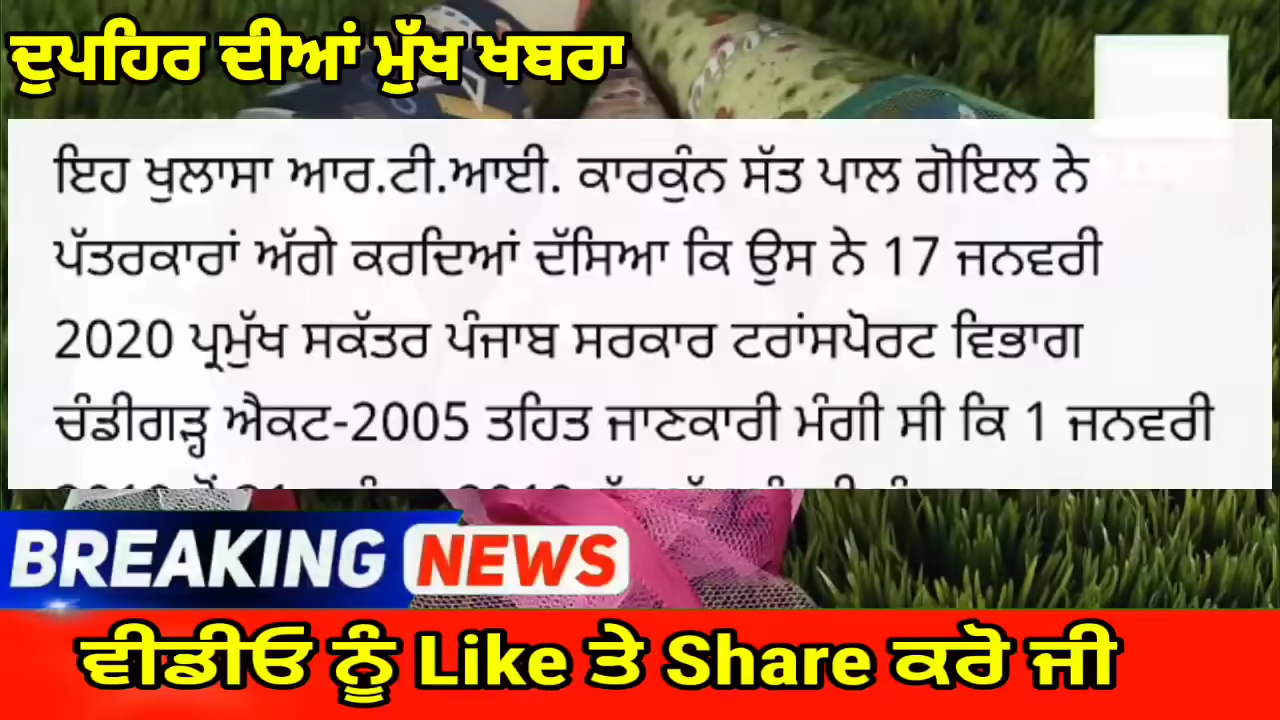 ਦੁਪਹਿਰ ਦੀਆਂ ਮੁੱਖ ਖਬਰਾ
ਇਹ ਖੁਲਾਸਾ ਆਰ.ਟੀ.ਆਈ. ਕਾਰਕੁੰਨ ਸੱਤ ਪਾਲ ਗੋਇਲ ਨੇ
ਪੱਤਰਕਾਰਾਂ ਅੱਗੇ ਕਰਦਿਆਂ ਦੱਸਿਆ ਕਿ ਉਸ ਨੇ 17 ਜਨਵਰੀ
2020 ਪ੍ਰਮੁੱਖ ਸਕੱਤਰ ਪੰਜਾਬ ਸਰਕਾਰ ਟਰਾਂਸਪੋਰਟ ਵਿਭਾਗ
ਚੰਡੀਗੜ੍ਹ ਐਕਟ-2005 ਤਹਿਤ ਜਾਣਕਾਰੀ ਮੰਗੀ ਸੀ ਕਿ 1 ਜਨਵਰੀ
BREAKING NEWS
ਵੀਡੀਓ ਨੂੰ Like ਤੇ Share ਕਰੋ ਜੀ